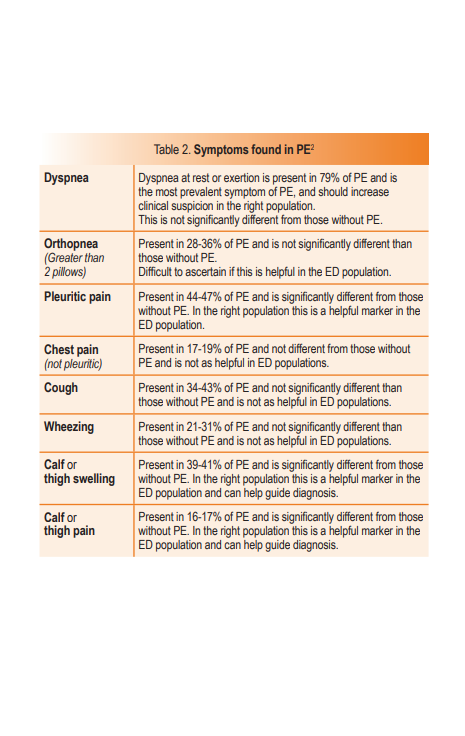 Table 2. Symptoms found in PE2
Dyspnea
Dyspnea at rest or exertion is present in 79% of PE and is
the most prevalent symptom of PE, and should increase
clinical suspicion in the right population.
This is not significantly different from those without PE.
Orthopnea
(Greater than
2 pillows)
Present in 28-36% of PE and is not significantly different than
those without PE.
Difficult to ascertain if this is helpful in the ED population.
Pleuritic pain
Present in 44-47% of PE and is significantly different from those
without PE. In the right population this is a helpful marker in the
ED population.
Chest pain
(not pleuritic)
Present in 17-19% of PE and not different from those without
PE and is not as helpful in ED populations.
Cough
Present in 34-43% of PE and not significantly different than
those without PE and is not as helpful in ED populations.
Wheezing
Present in 21-31% of PE and not significantly different than
those without PE and is not as helpful in ED populations.
Calf or
thigh swelling
Present in 39-41% of PE and is significantly different from those
without PE. In the right population this is a helpful marker in the
ED population and can help guide diagnosis.
Calf or
thigh pain
Present in 16-17% of PE and is significantly different from those
without PE. In the right population this is a helpful marker in the
ED population and can help guide diagnosis.